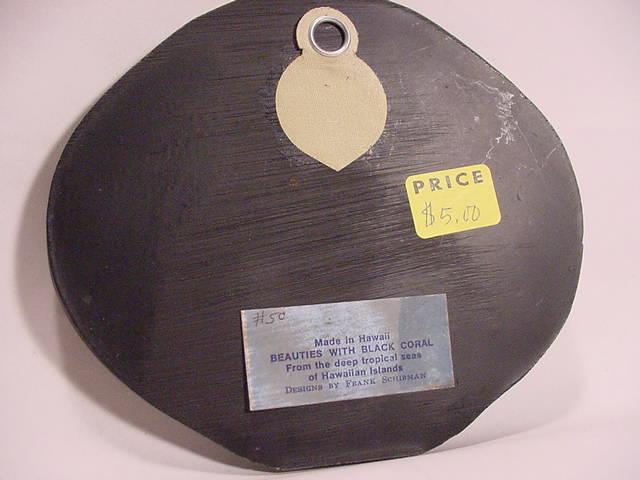 PRICE
$5.00
#50
Made in Hawaii
BEAUTIES WITH BLACK CORAL
From the deep tropical seas
of Hawaiian Islands
DESIGNS BY FRANK SCHIRMAN